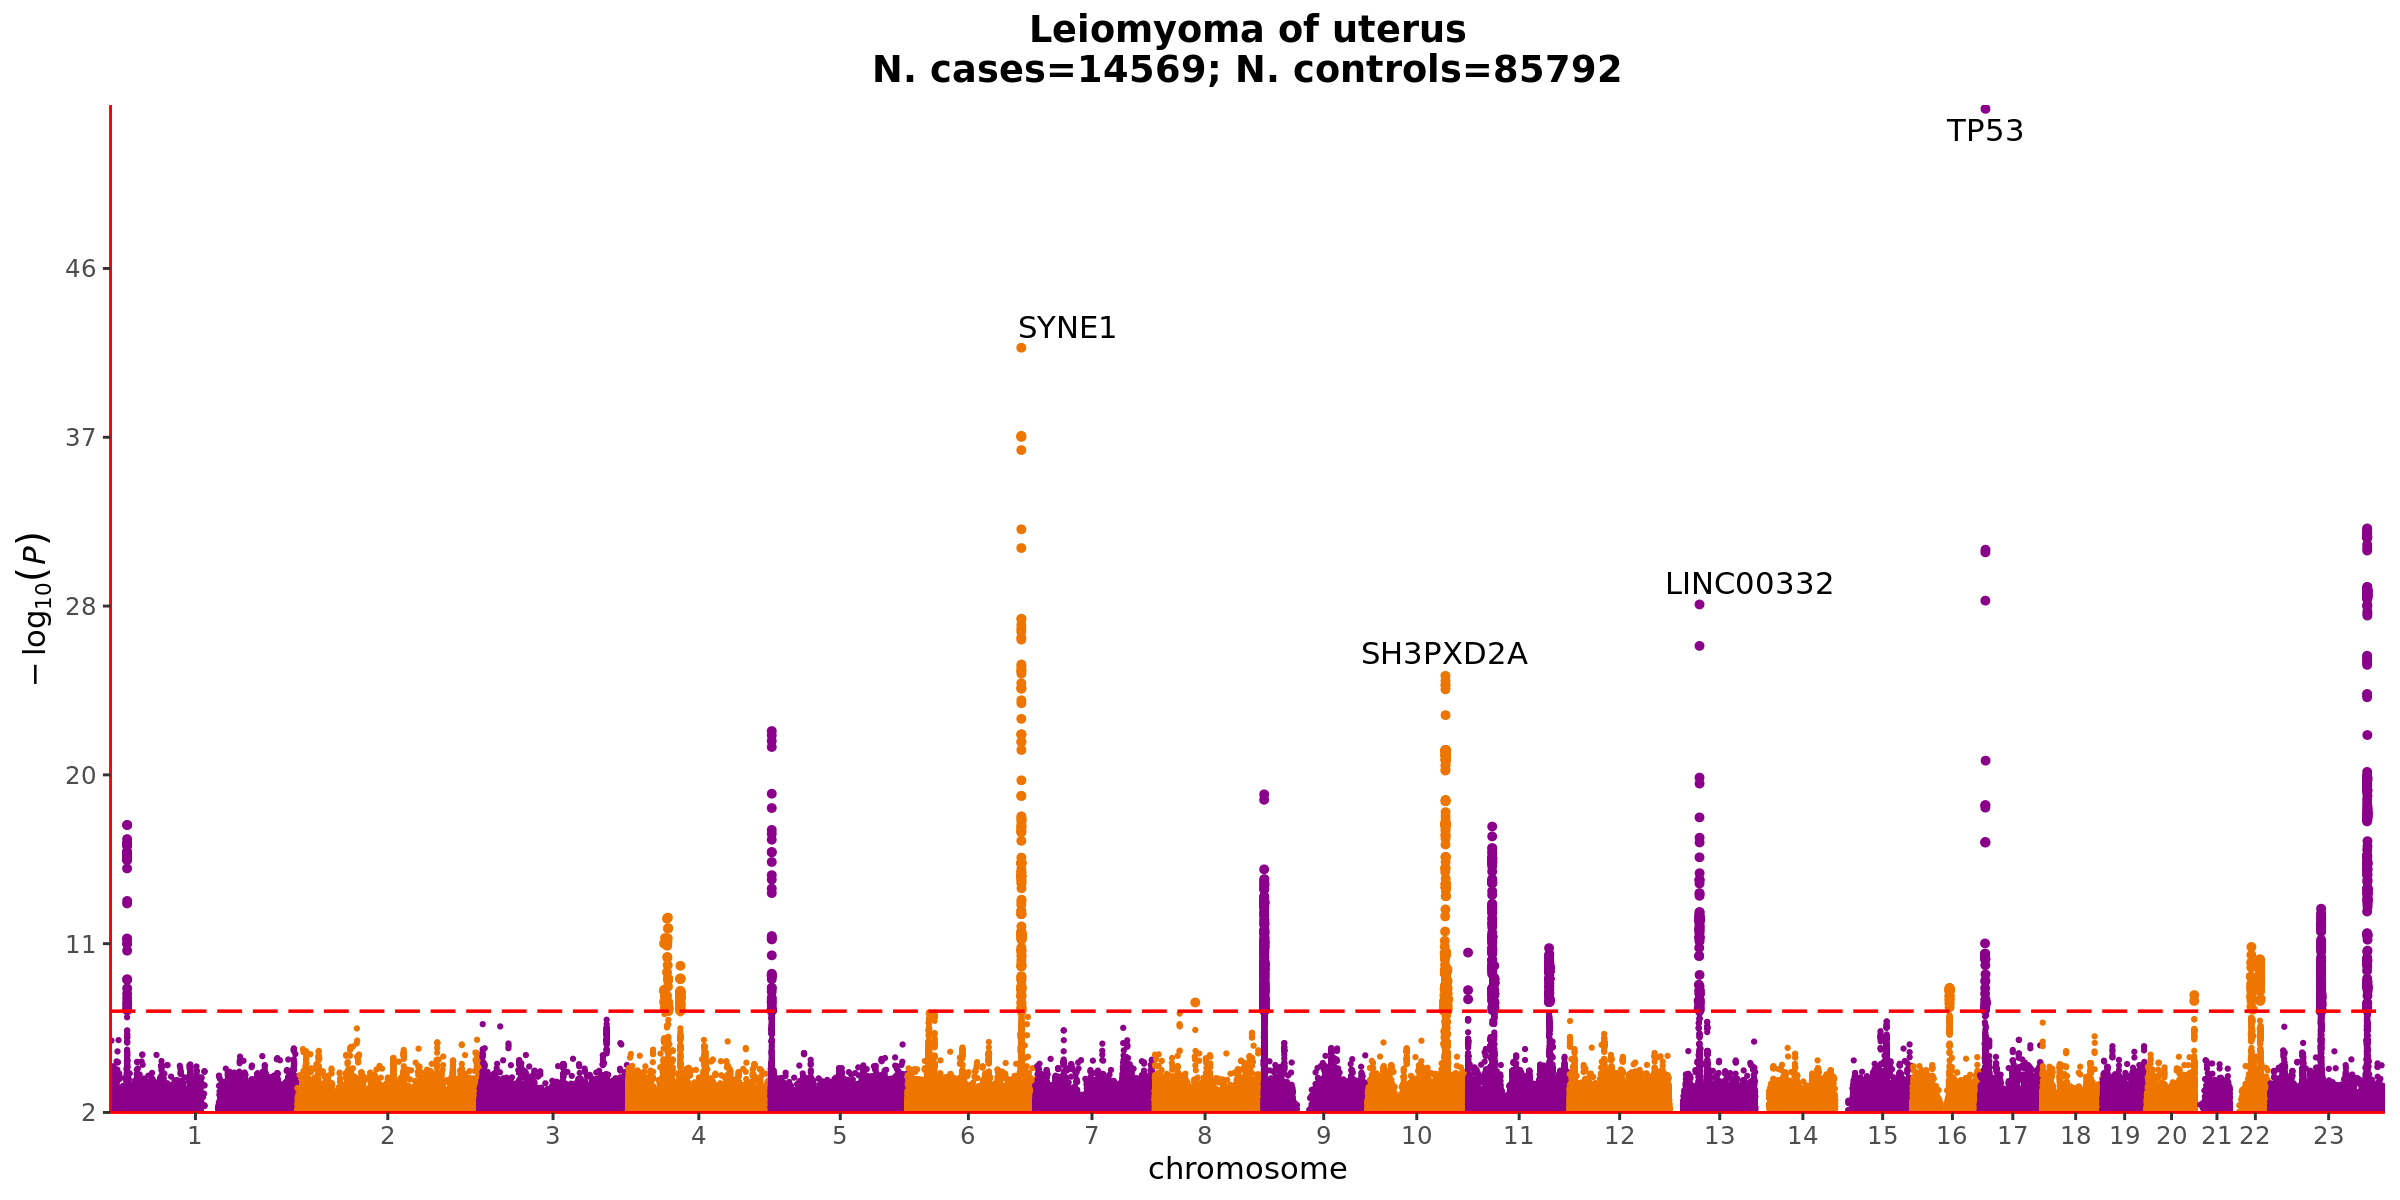 Leiomyoma of uterus
N. cases=14569; N. controls=85792
TP53
46
SYNE1
37
−log10(P)
28
LINC00332
SH3PXD2A
20
11
2
1 2 3 4 5 6 7 8 9 10 11 12 13 14 15 16 17 18 19 20 21 22 23
chromosome